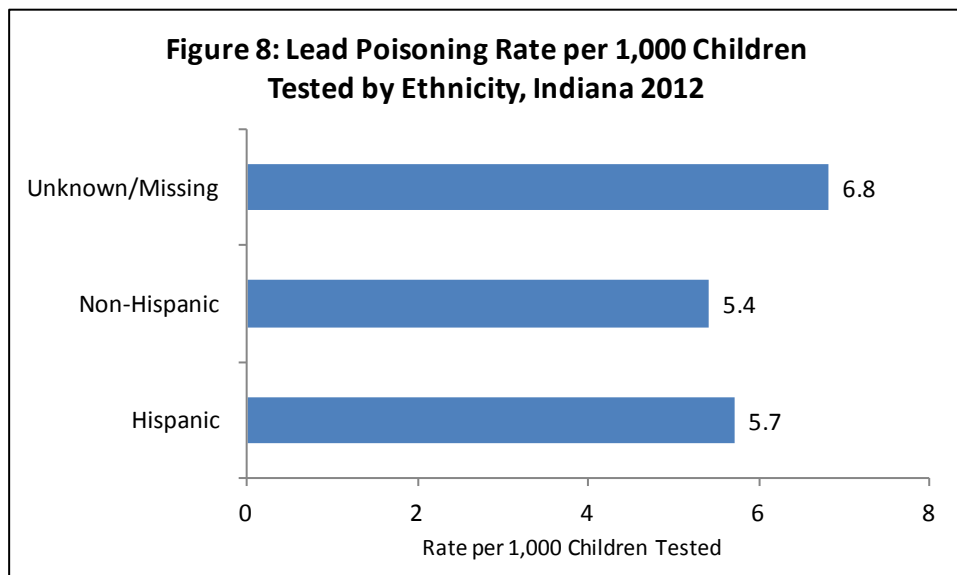 Figure 8: Lead Poisoning Rate per 1,000 Children
Tested by Ethnicity, Indiana 2012
Unknown/Missing
6.8
Non-Hispanic
5.4
Hispanic
5.7
0
2
4
6
8
Rate per 1,000 Children Tested